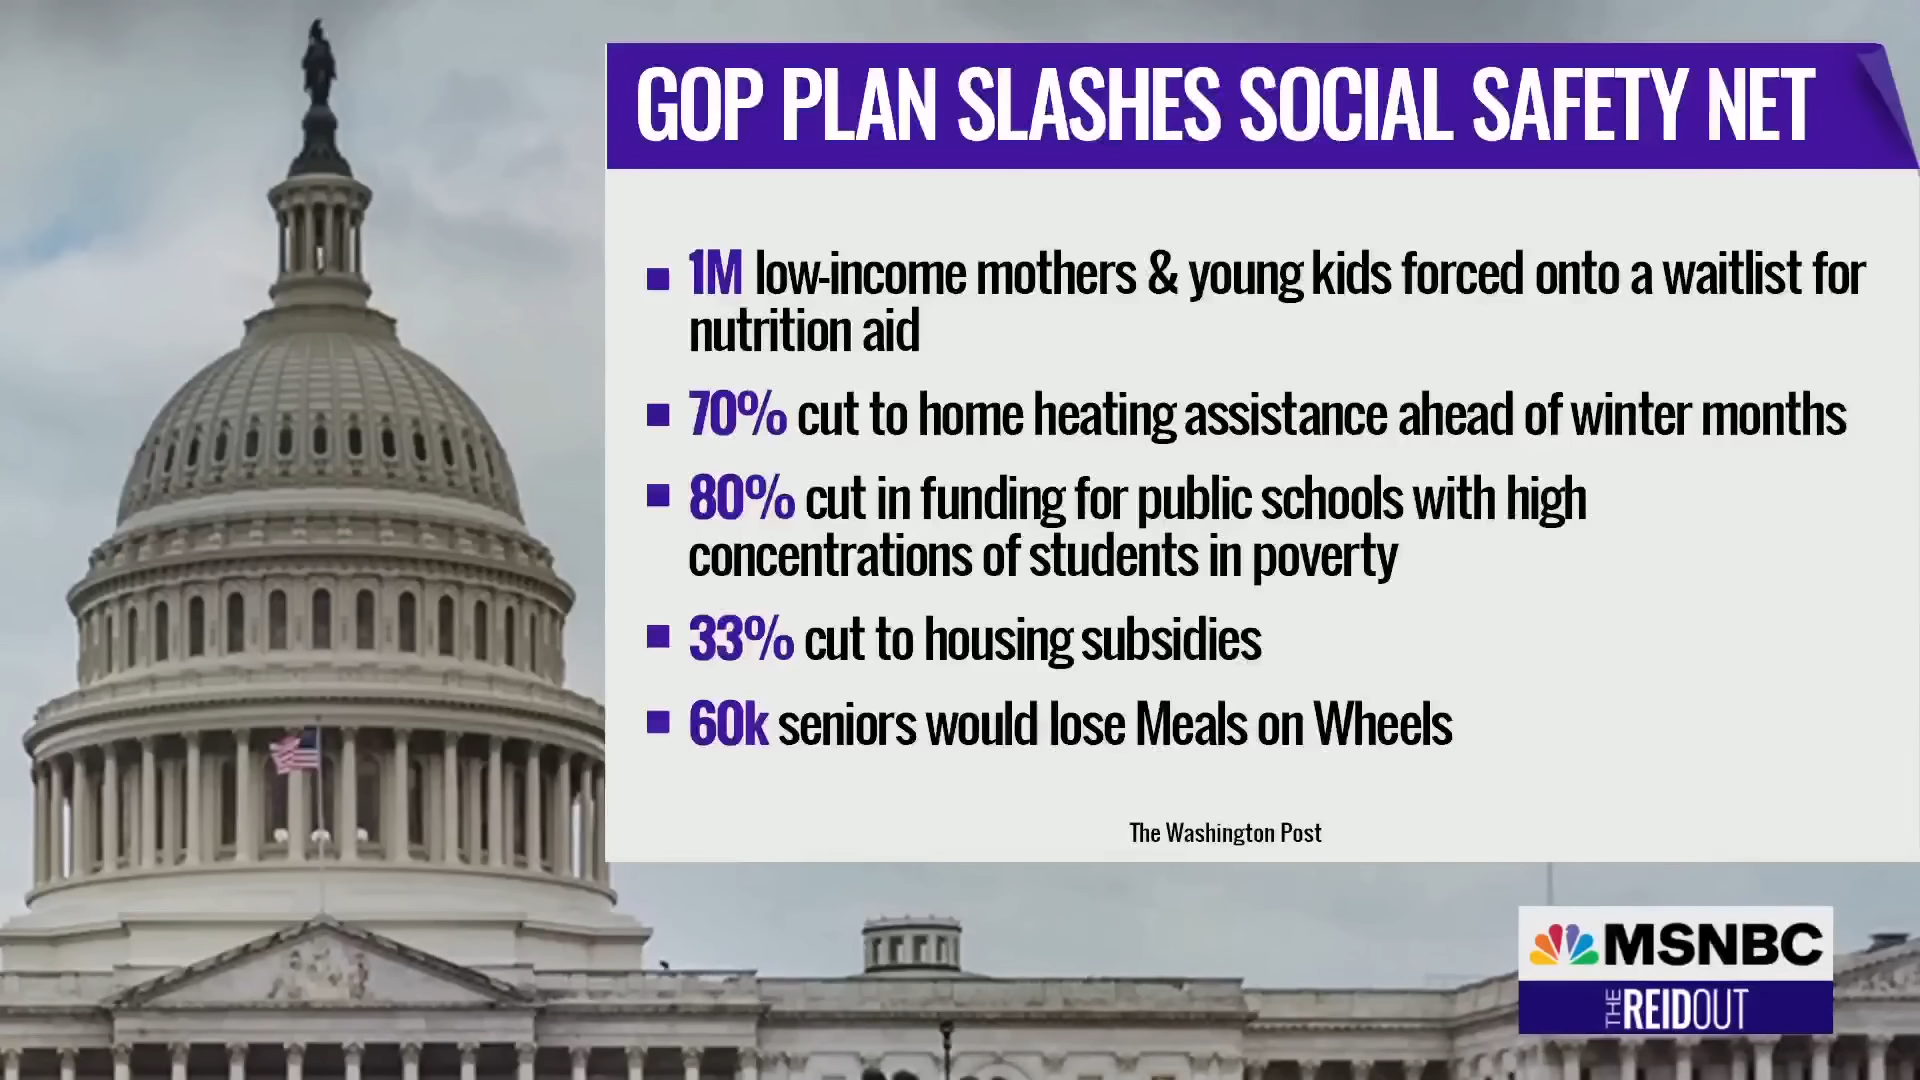 GOP PLAN SLASHES SOCIAL SAFETY NET
1M low-income mothers & young kids forced onto a waitlist for
nutrition aid
70% cut to home heating assistance ahead of winter months
80% cut in funding for public schools with high
concentrations of students in poverty
33% cut to housing subsidies
60k seniors would lose Meals on Wheels
The Washington Post
MSNBC
THE REIDOUT